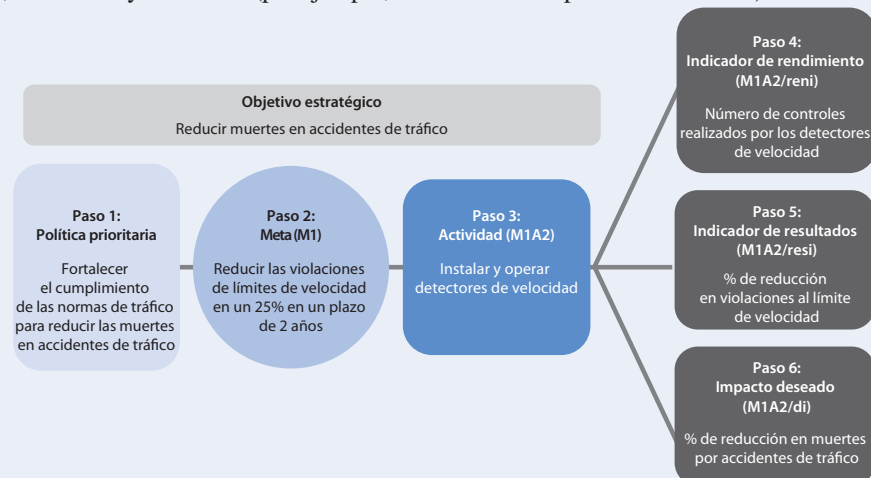 Objetivo estratégico
Reducir muertes en accidentes de tráfico
Paso 1:
Política prioritaria
Fortalecer
el cumplimiento
de las normas de tráfico
para reducir las muertes
en accidentes de tráfico
Paso 2:
Meta (M1)
Reducir las violaciones
de límites de velocidad
en un 25% en un plazo
de 2 años
Paso 3:
Actividad (M1A2)
Instalar y operar
detectores de velocidad
Paso 4:
Indicador de rendimiento
(M1A2/reni)
Número de controles
realizados por los detectores
de velocidad
Paso 5:
Indicador de resultados
(M1A2/resi)
% de reducción
en violaciones al límite
de velocidad
Paso 6:
Impacto deseado
(M1A2/di)
% de reducción en muertes
por accidentes de tráfico